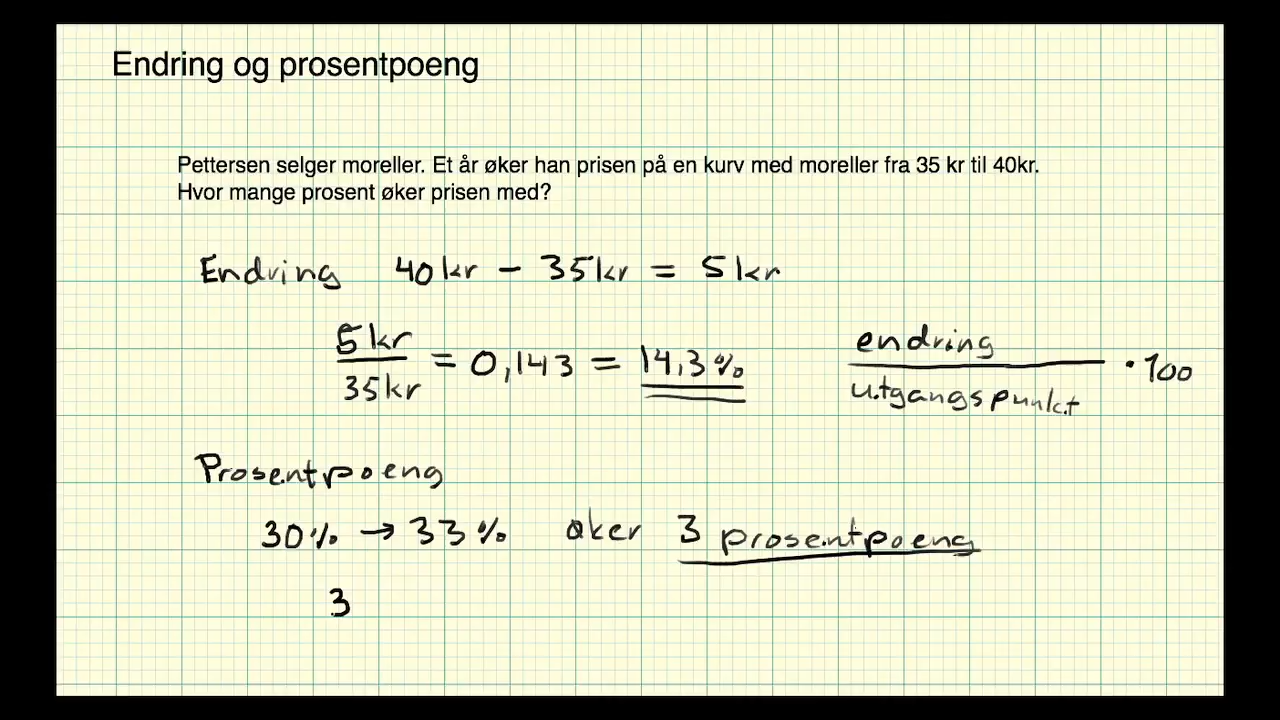 Endring og prosentpoeng
Pettersen selger moreller. Et år øker han prisen på en kurv med moreller fra 35 kr til 40kr.
Hvor mange prosent øker prisen med?
Endring 40kr - 35kr = 5kr
5kr
35kr
= 0,143 = 14,3%
endring
utgangspunkt
· 100
Prosentpoeng
30% → 33% øker 3 prosentpoeng
3